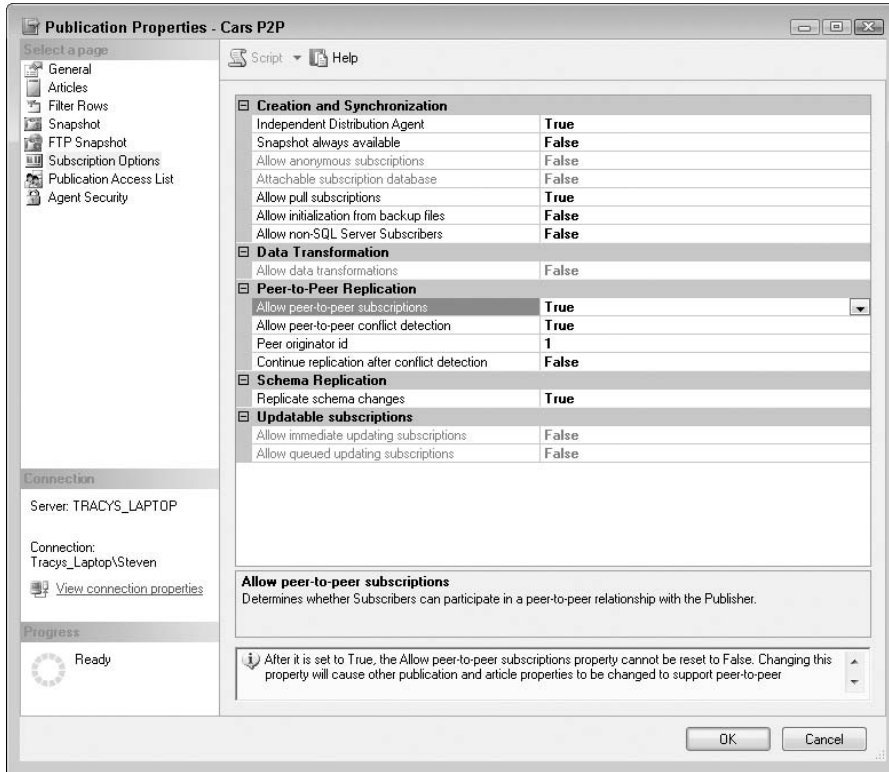 Publication Properties - Cars P2P
Select a page
General
Articles
Filter Rows
Snapshot
FTP Snapshot
Subscription Options
Publication Access List
Agent Security
Connection
Server: TRACYS_LAPTOP
Connection:
Tracys_Laptop\Steven
View connection properties
Progress
Ready
Script Help
Creation and Synchronization
Independent Distribution Agent True
Snapshot always available False
Allow anonymous subscriptions False
Attachable subscription database False
Allow pull subscriptions True
Allow initialization from backup files False
Allow non-SQL Server Subscribers False
Data Transformation
Allow data transformations False
Peer-to-Peer Replication
Allow peer-to-peer subscriptions True
Allow peer-to-peer conflict detection True
Peer originator id 1
Continue replication after conflict detection False
Schema Replication
Replicate schema changes True
Updatable subscriptions
Allow immediate updating subscriptions False
Allow queued updating subscriptions False
Allow peer-to-peer subscriptions
Determines whether Subscribers can participate in a peer-to-peer relationship with the Publisher.
After it is set to True, the Allow peer-to-peer subscriptions property cannot be reset to False. Changing this
property will cause other publication and article properties to be changed to support peer-to-peer
OK Cancel